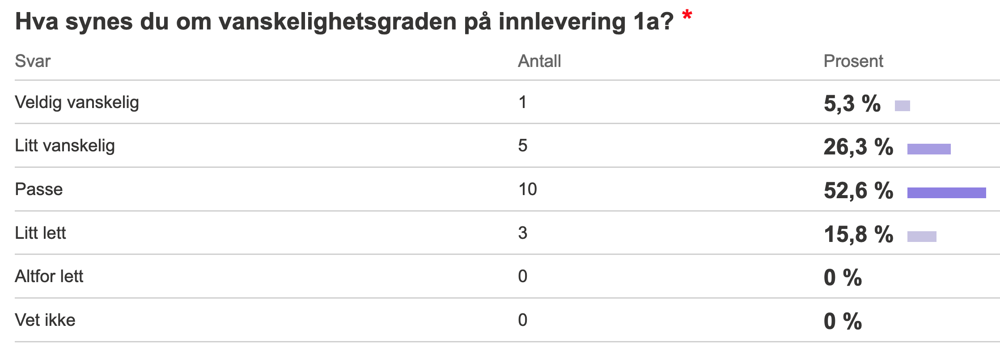 Hva synes du om vanskelighetsgraden på innlevering 1a? *
Svar Antall Prosent
Veldig vanskelig 1 5,3 %
Litt vanskelig 5 26,3 %
Passe 10 52,6 %
Litt lett 3 15,8 %
Altfor lett 0 0 %
Vet ikke 0 0 %